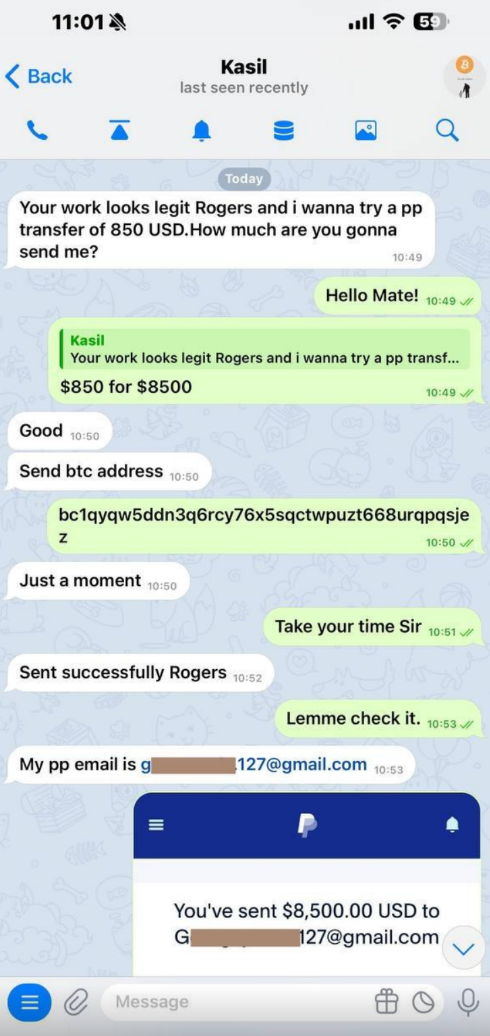 11:01
59
Back
Kasil
last seen recently
Today
Your work looks legit Rogers and i wanna try a pp
transfer of 850 USD.How much are you gonna
send me?
10:49
Hello Mate! 10:49
Kasil
Your work looks legit Rogers and i wanna try a pp transf...
$850 for $8500
10:49
Good 10:50
Send btc address 10:50
bc1qyqw5ddn3q6rcy76x5sqctwpuzt668urqpqsje
z
10:50
Just a moment 10:50
Take your time Sir 10:51
Sent successfully Rogers 10:52
Lemme check it. 10:53
My pp email is g .127@gmail.com 10:53
You've sent $8,500.00 USD to
G 127@gmail.com
Message